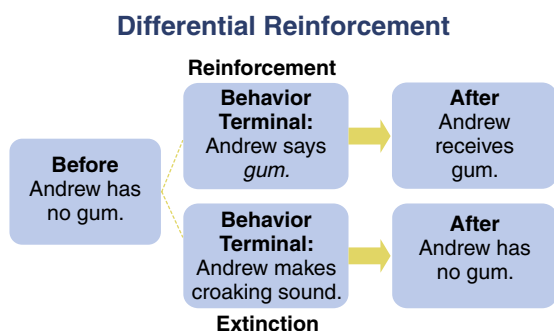 Differential Reinforcement
Reinforcement
Before
Andrew has
no gum.
Behavior
Terminal:
Andrew says
gum.
After
Andrew
receives
gum.
Behavior
Terminal:
Andrew makes
croaking sound.
After
Andrew has
no gum.
Extinction